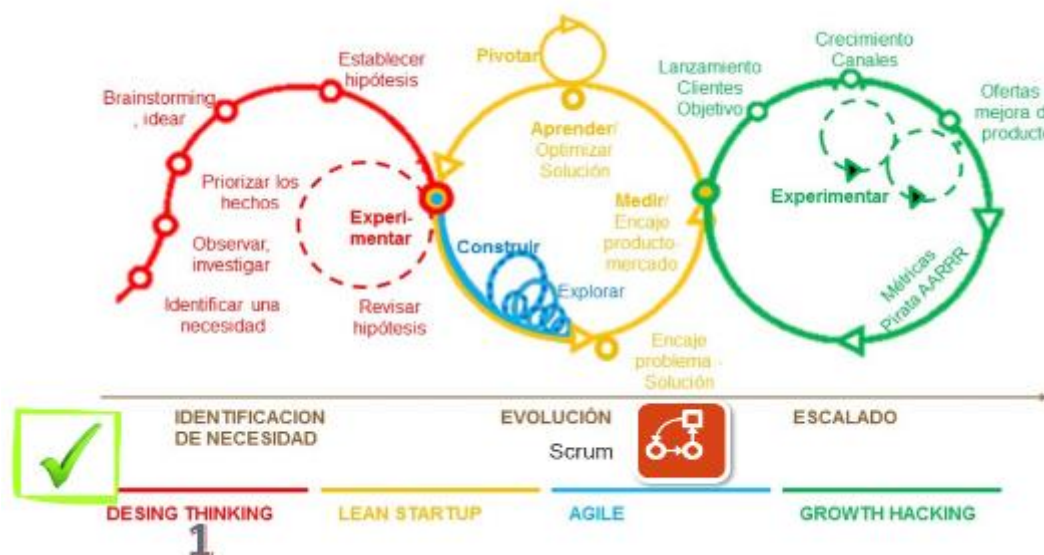 Brainstorming
, idear
Establecer
hipótesis
Priorizar los
hechos
Observar,
investigar
Identificar una
necesidad
Experi-
mentar
Revisar
hipótesis
Pivotar
Aprender/
Optimizar
Solución
Medir/
Encaje
producto-
mercado
Construir
Explorar
Encaje
problema -
Solución
Lanzamiento
Clientes
Objetivo
Crecimiento
Canales
Ofertas
mejora d
producto
Experimentar
Métricas
Pirata AARRR
IDENTIFICACION
DE NECESIDAD
EVOLUCIÓN
Scrum
ESCALADO
DESING THINKING
1
LEAN STARTUP
AGILE
GROWTH HACKING